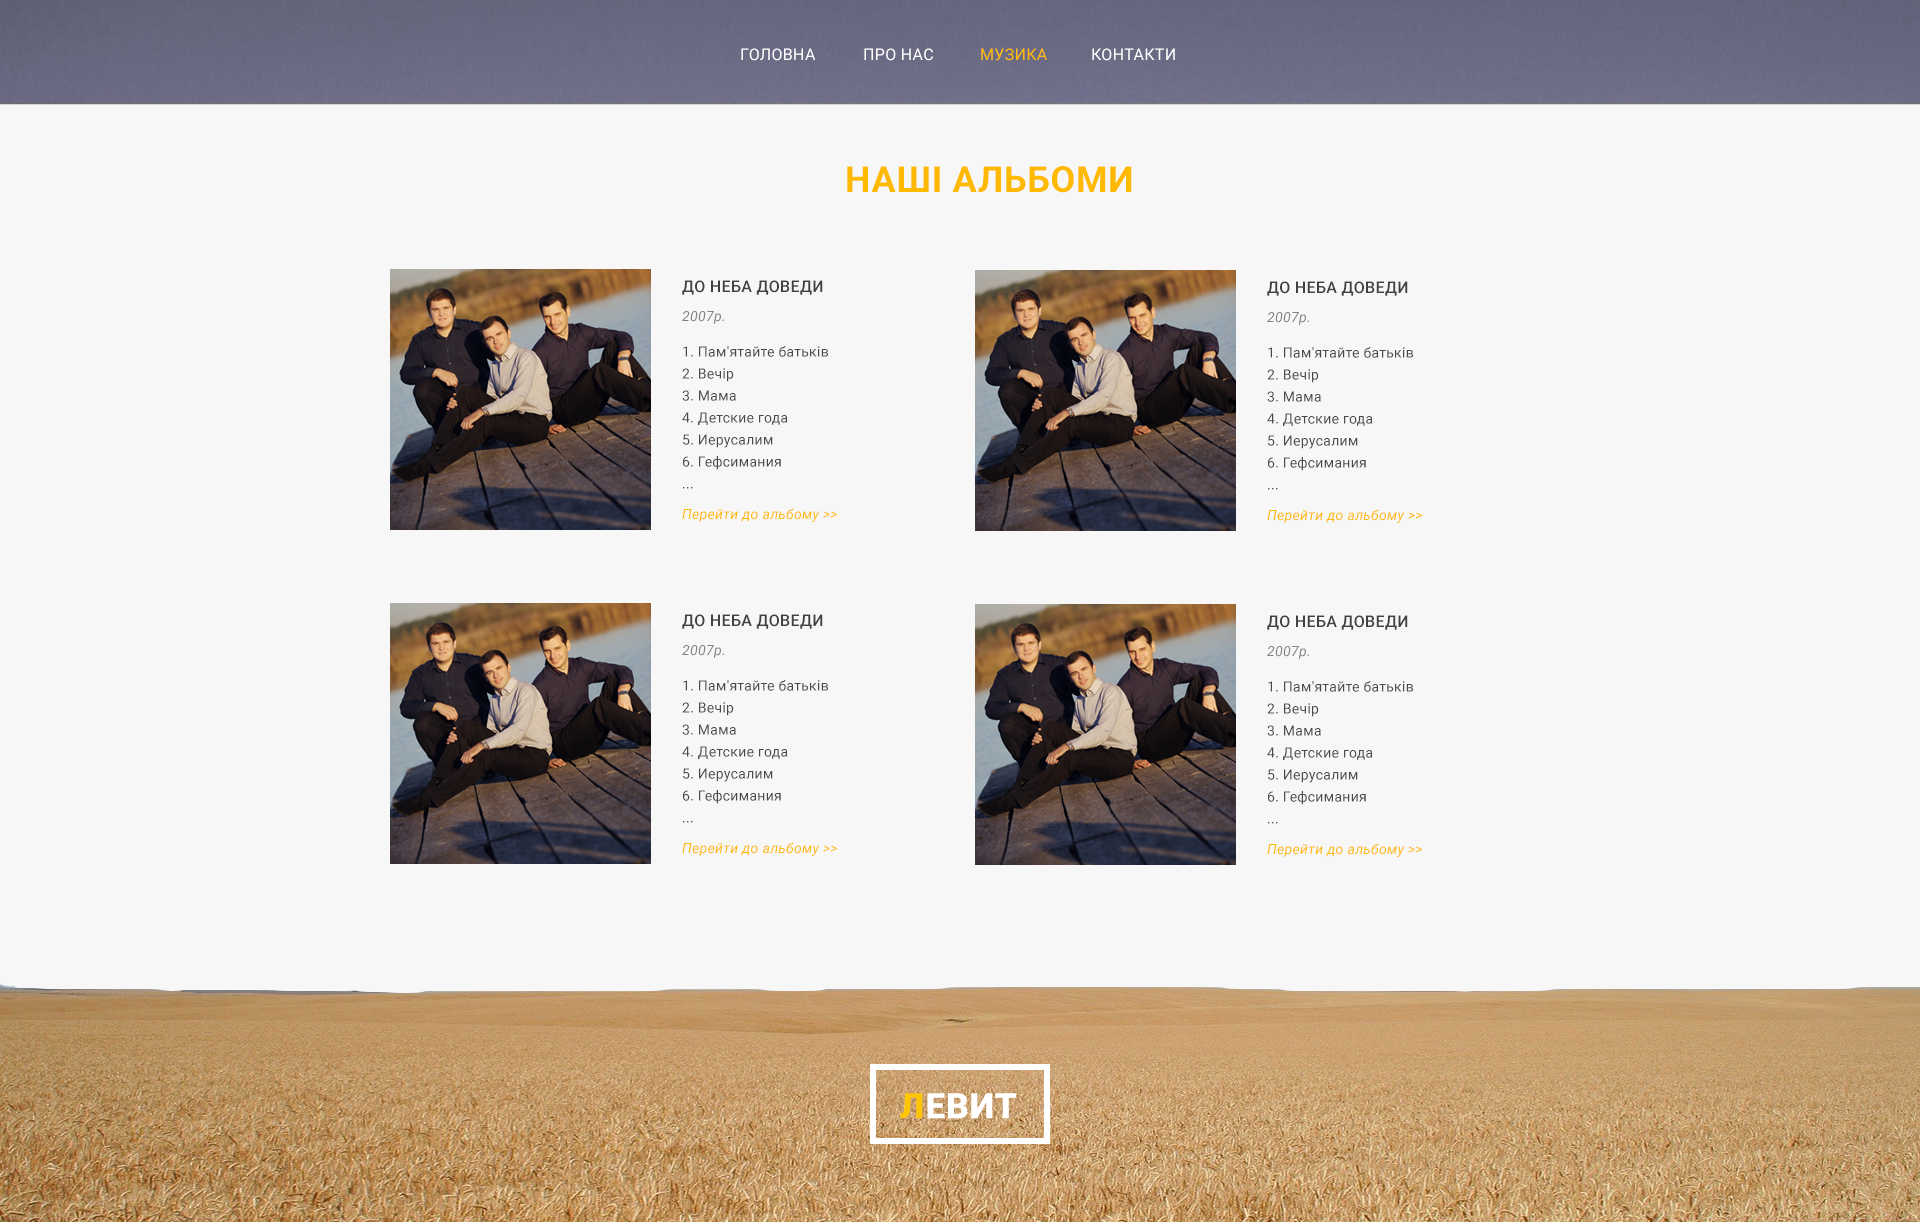 ГОЛОВНА ПРО НАС МУЗИКА КОНТАКТИ
НАШІ АЛЬБОМИ
ДО НЕБА ДОВЕДИ
2007р.
1. Пам'ятайте батьків
2. Вечір
3. Мама
4. Детские года
5. Иерусалим
6. Гефсимания
...
Перейти до альбому >>
ДО НЕБА ДОВЕДИ
2007р.
1. Пам'ятайте батьків
2. Вечір
3. Мама
4. Детские года
5. Иерусалим
6. Гефсимания
...
Перейти до альбому >>
ДО НЕБА ДОВЕДИ
2007р.
1. Пам'ятайте батьків
2. Вечір
3. Мама
4. Детские года
5. Иерусалим
6. Гефсимания
...
Перейти до альбому >>
ДО НЕБА ДОВЕДИ
2007р.
1. Пам'ятайте батьків
2. Вечір
3. Мама
4. Детские года
5. Иерусалим
6. Гефсимания
...
Перейти до альбому >>
ЛЕВИТ